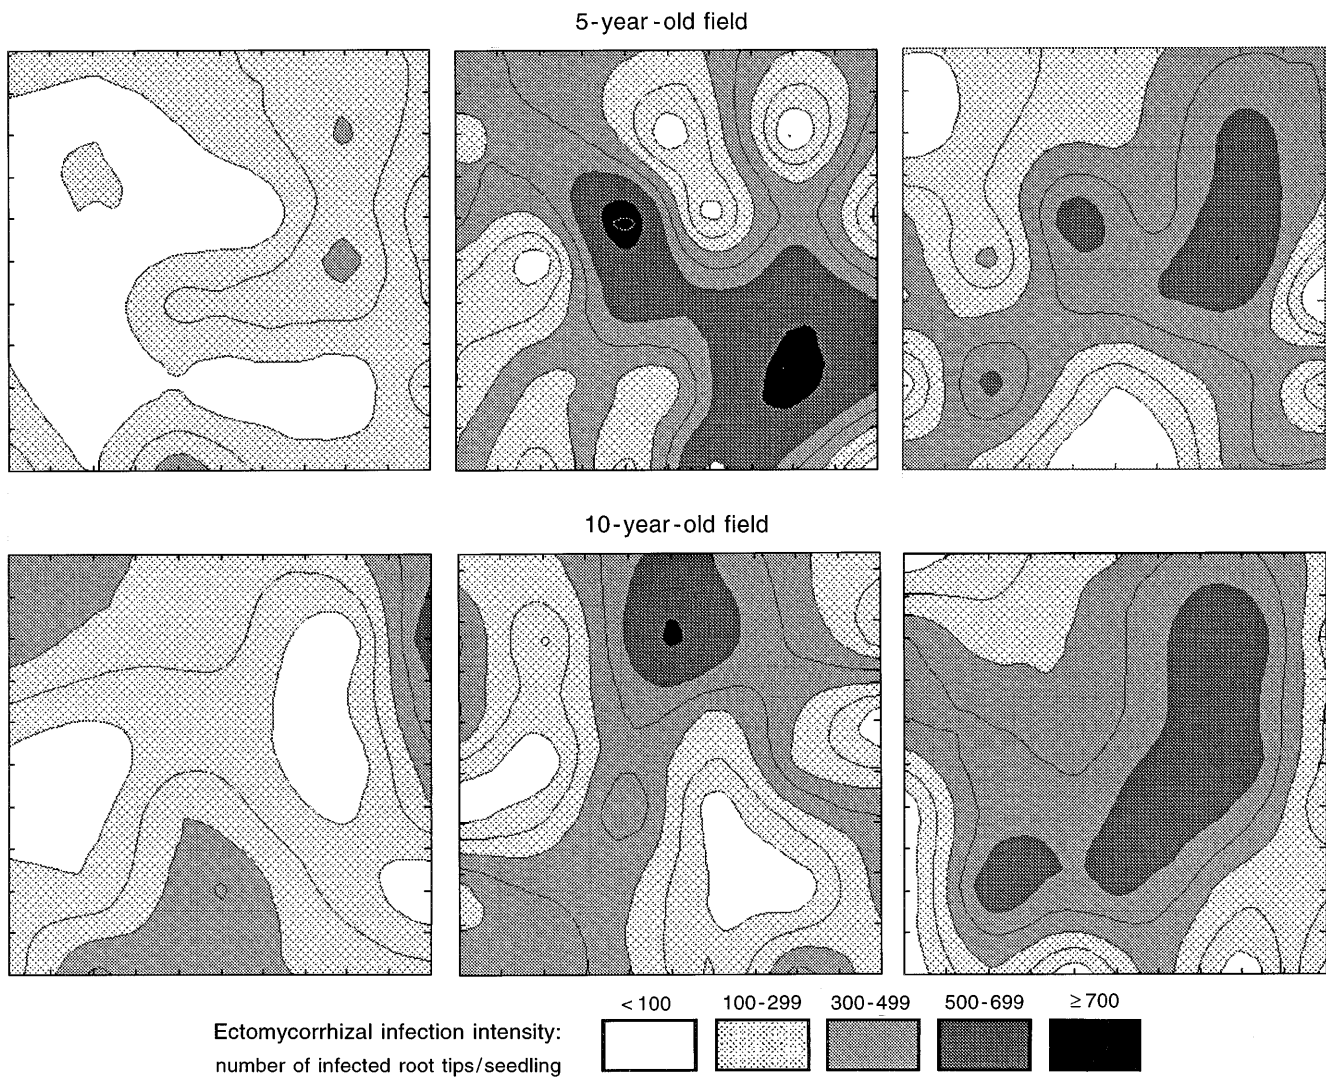 5-year-old field
10-year-old field
<100 100-299 300-499 500-699 ≥700
Ectomycorrhizal infection intensity:
number of infected root tips/seedling